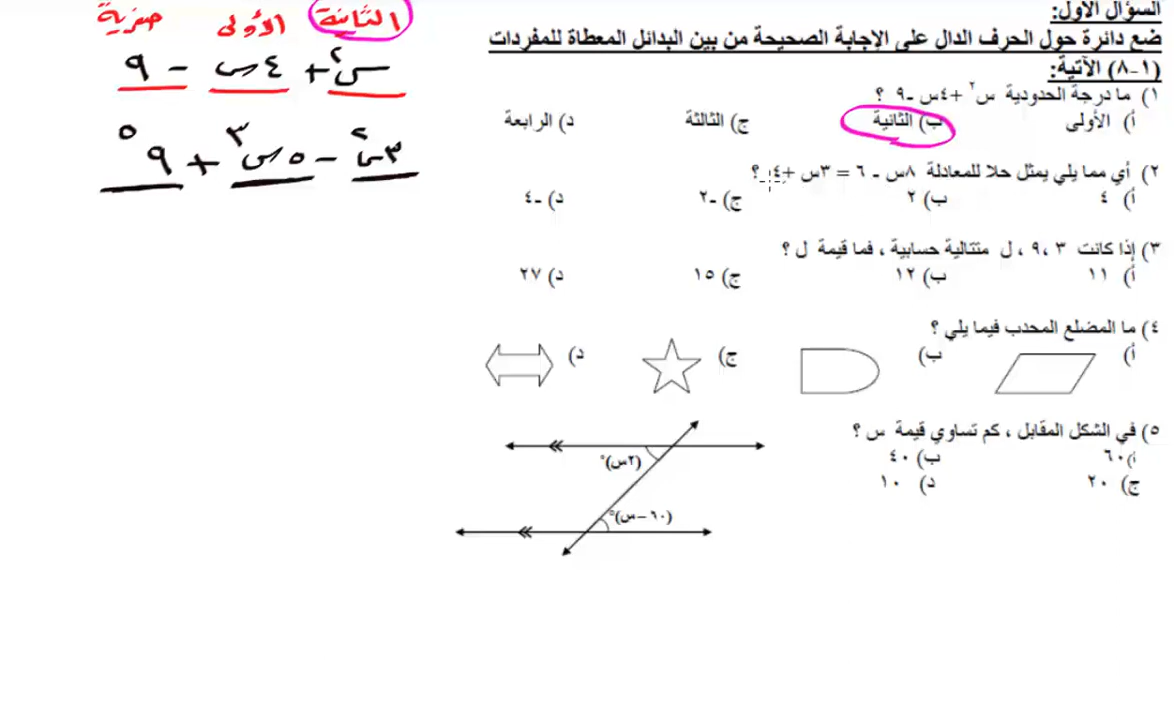 السؤال الأول:
ضع دائرة حول الحرف الدال على الإجابة الصحيحة من بين البدائل المعطاة للمفردات
(١-٨) الآتية:
١) ما درجة الحدودية س٢ +٤س -٩ ؟
أ) الأولى ب) الثانية ج) الثالثة د) الرابعة
٢) أي مما يلي يمثل حلا للمعادلة ٨س - ٦ = ٣س +٤ ؟
أ) ٤ ب) ٢ ج) -٢ د) -٤
٣) إذا كانت ٣ ،٩ ، ل متتالية حسابية ، فما قيمة ل ؟
أ) ١١ ب) ١٢ ج) ١٥ د) ٢٧
٤) ما المضلع المحدب فيما يلي ؟
أ) ب) ج) د)
٥) في الشكل المقابل ، كم تساوي قيمة س ؟
أ) ٦٠ ب) ٤٠
ج) ٢٠ د) ١٠
(٢س)°
(٦٠ – س)°
الثانية الأولى صفرية
س٢ + ٤س - ٩
٣س٢ - ٥س٣ + ٩٥